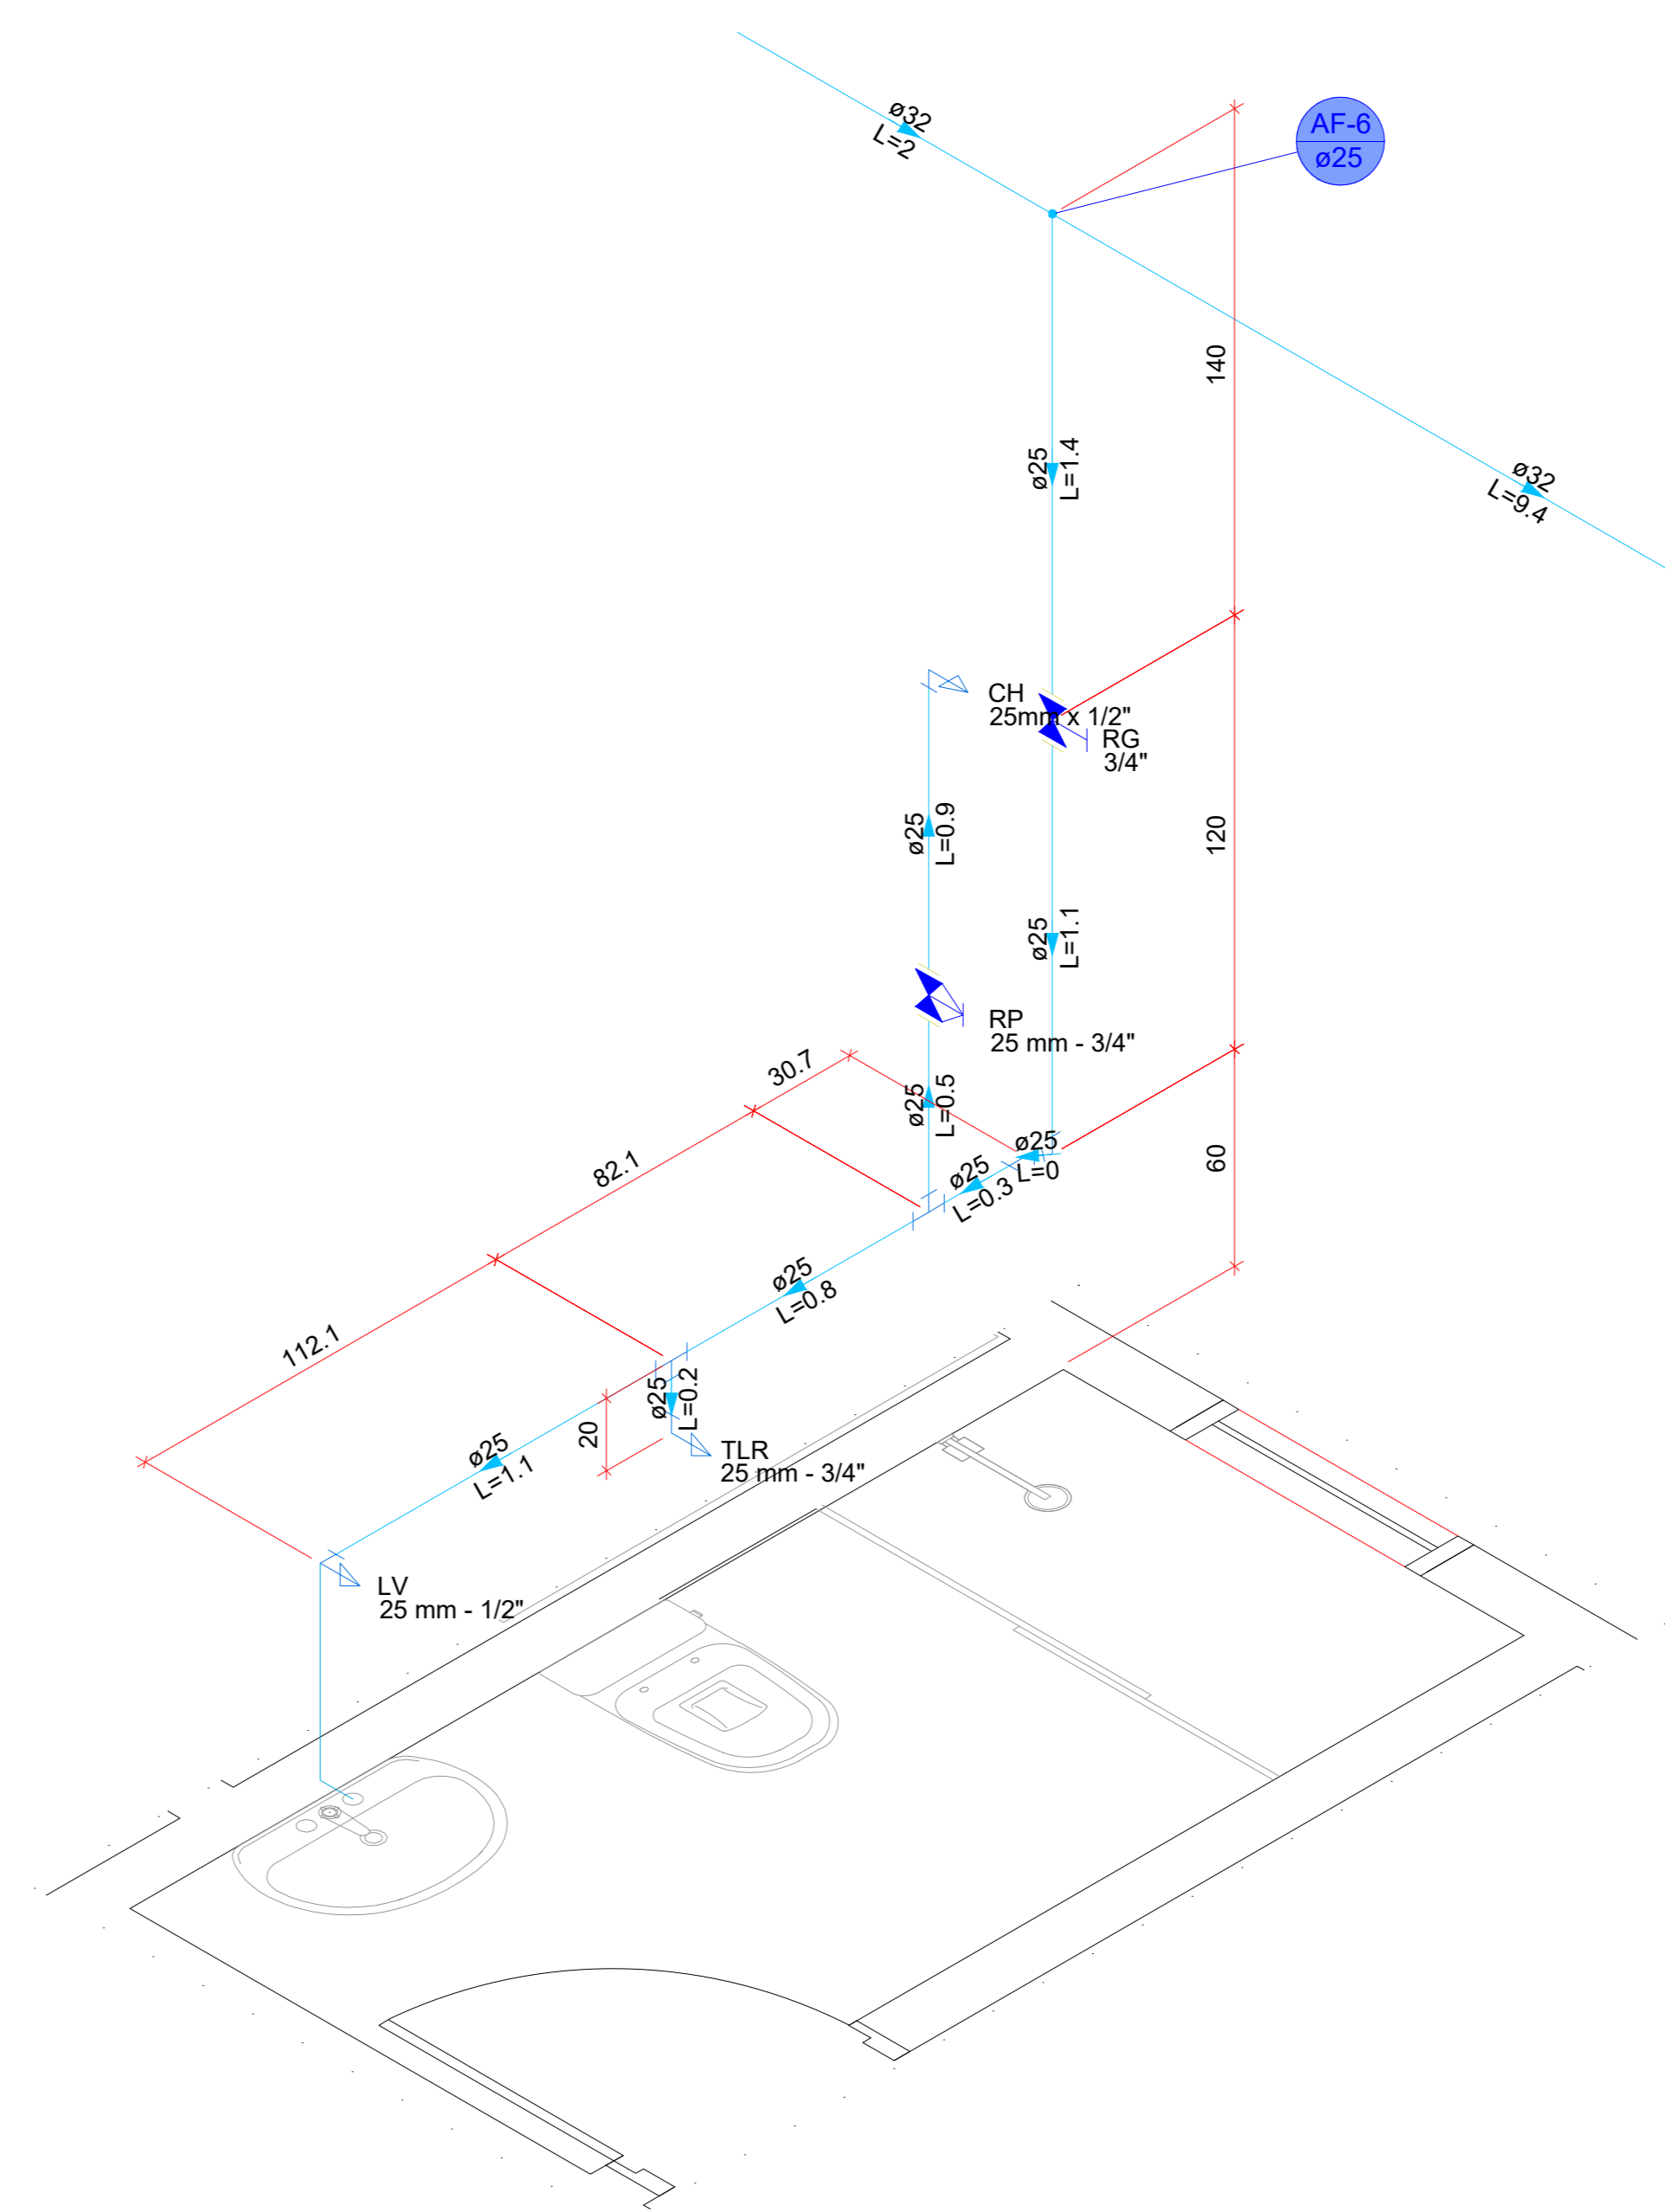 ø32
L=2
AF-6
ø25
140
ø25
L=1.4
ø32
L=9.4
CH
25mm x 1/2"
RG
3/4"
ø25
L=0.9
120
ø25
L=1.1
RP
25 mm - 3/4"
30.7
ø25
L=0.5
ø25
L=0
60
82.1
ø25
L=0.3
ø25
L=0.8
112.1
ø25
L=0.2
20
TLR
25 mm - 3/4"
ø25
L=1.1
LV
25 mm - 1/2"